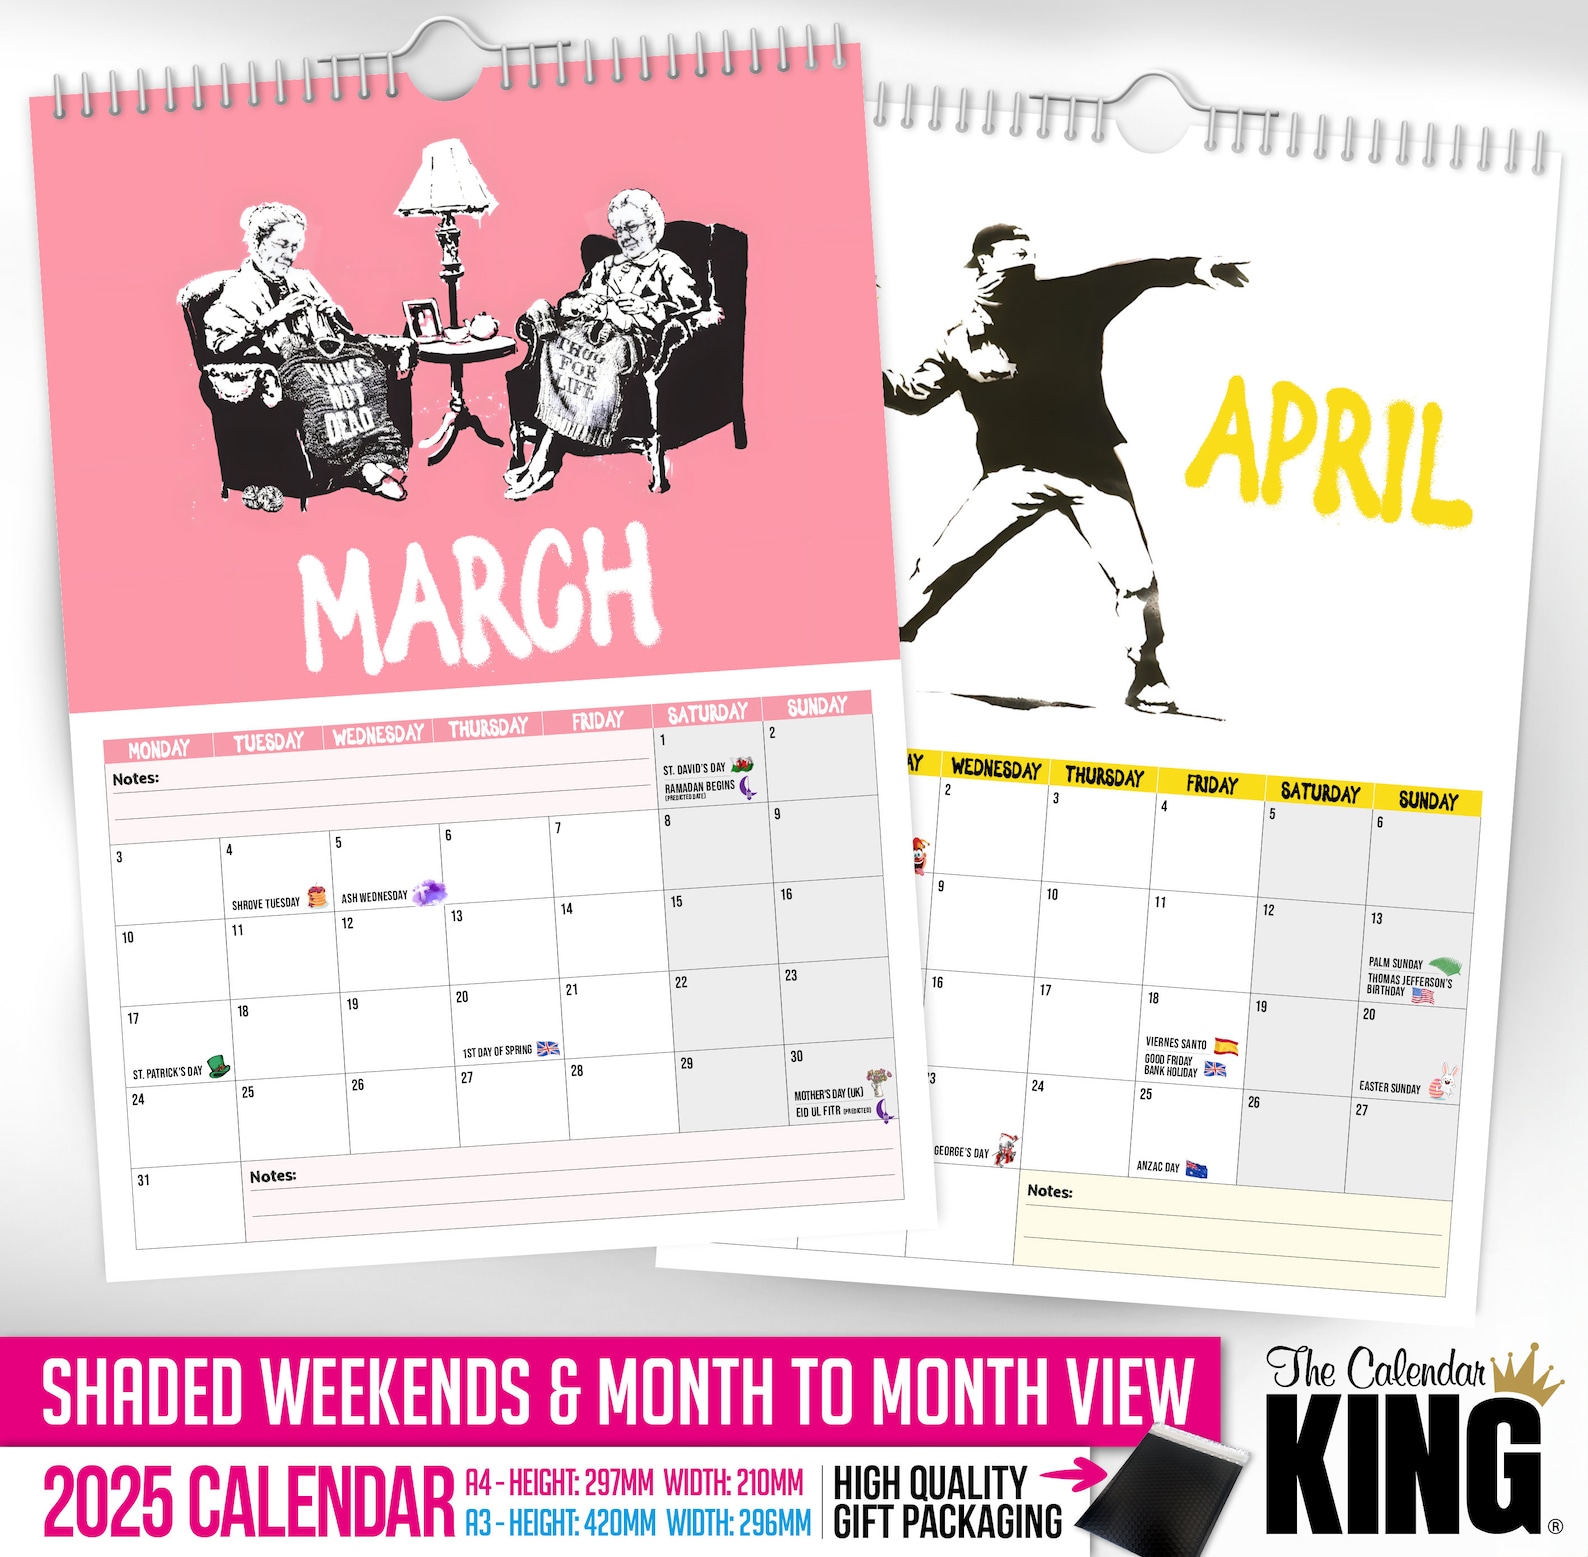 PUNKS
NOT
DEAD
THUG
FOR
LIFE
MARCH
MONDAY TUESDAY WEDNESDAY THURSDAY FRIDAY SATURDAY SUNDAY
Notes:
1 2
ST. DAVID'S DAY
RAMADAN BEGINS
(PREDICTED DATE)
3 4 5 6 7 8 9
SHROVE TUESDAY
ASH WEDNESDAY
10 11 12 13 14 15 16
17 18 19 20 21 22 23
ST. PATRICK'S DAY
1ST DAY OF SPRING
24 25 26 27 28 29 30
MOTHER'S DAY (UK)
EID UL FITR (PREDICTED)
31
Notes:
APRIL
AY WEDNESDAY THURSDAY FRIDAY SATURDAY SUNDAY
2 3 4 5 6
9 10 11 12 13
PALM SUNDAY
THOMAS JEFFERSON'S
BIRTHDAY
16 17 18 19 20
VIERNES SANTO
GOOD FRIDAY
BANK HOLIDAY
EASTER SUNDAY
23 24 25 26 27
GEORGE'S DAY
ANZAC DAY
Notes:
SHADED WEEKENDS & MONTH TO MONTH VIEW
2025 CALENDAR
A4 - HEIGHT: 297MM WIDTH: 210MM
A3 - HEIGHT: 420MM WIDTH: 296MM
HIGH QUALITY
GIFT PACKAGING
The Calendar
KING®